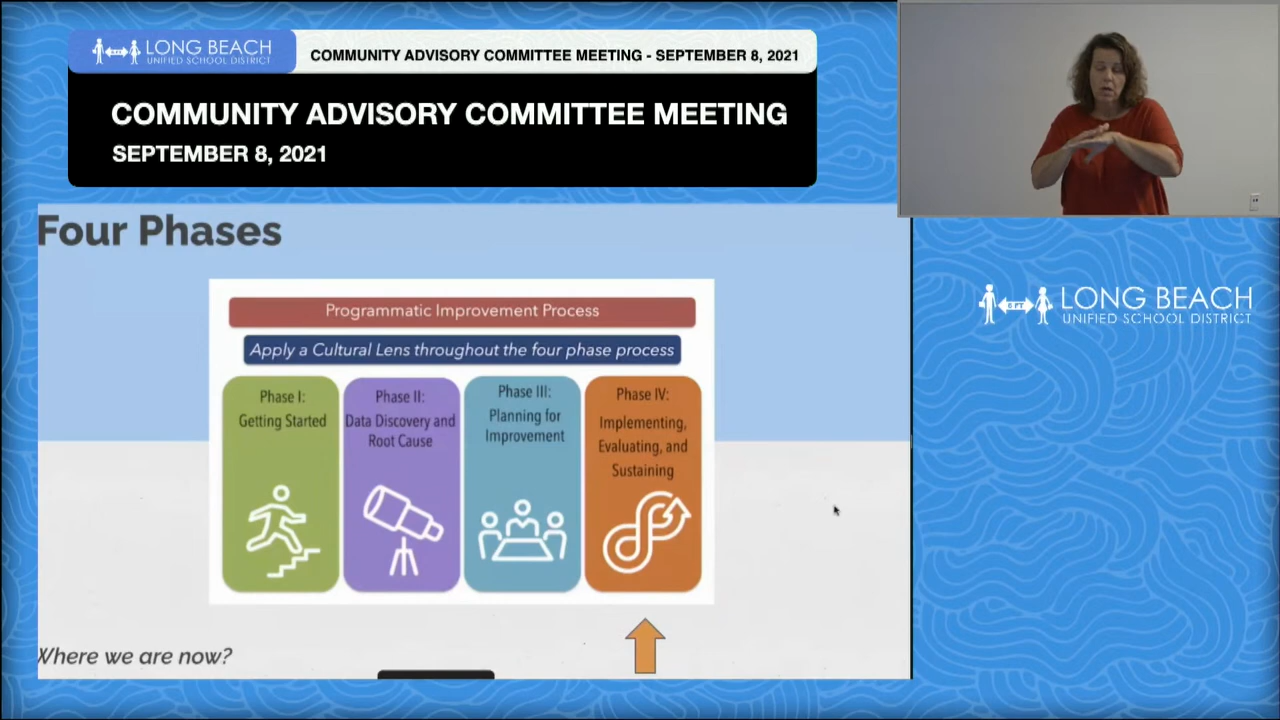 LONG BEACH
UNIFIED SCHOOL DISTRICT
COMMUNITY ADVISORY COMMITTEE MEETING - SEPTEMBER 8, 2021
COMMUNITY ADVISORY COMMITTEE MEETING
SEPTEMBER 8, 2021
Four Phases
Programmatic Improvement Process
Apply a Cultural Lens throughout the four phase process
Phase I:
Getting Started
Phase II:
Data Discovery and
Root Cause
Phase III:
Planning for
Improvement
Phase IV:
Implementing,
Evaluating, and
Sustaining
Where we are now?
6 FT
LONG BEACH
UNIFIED SCHOOL DISTRICT